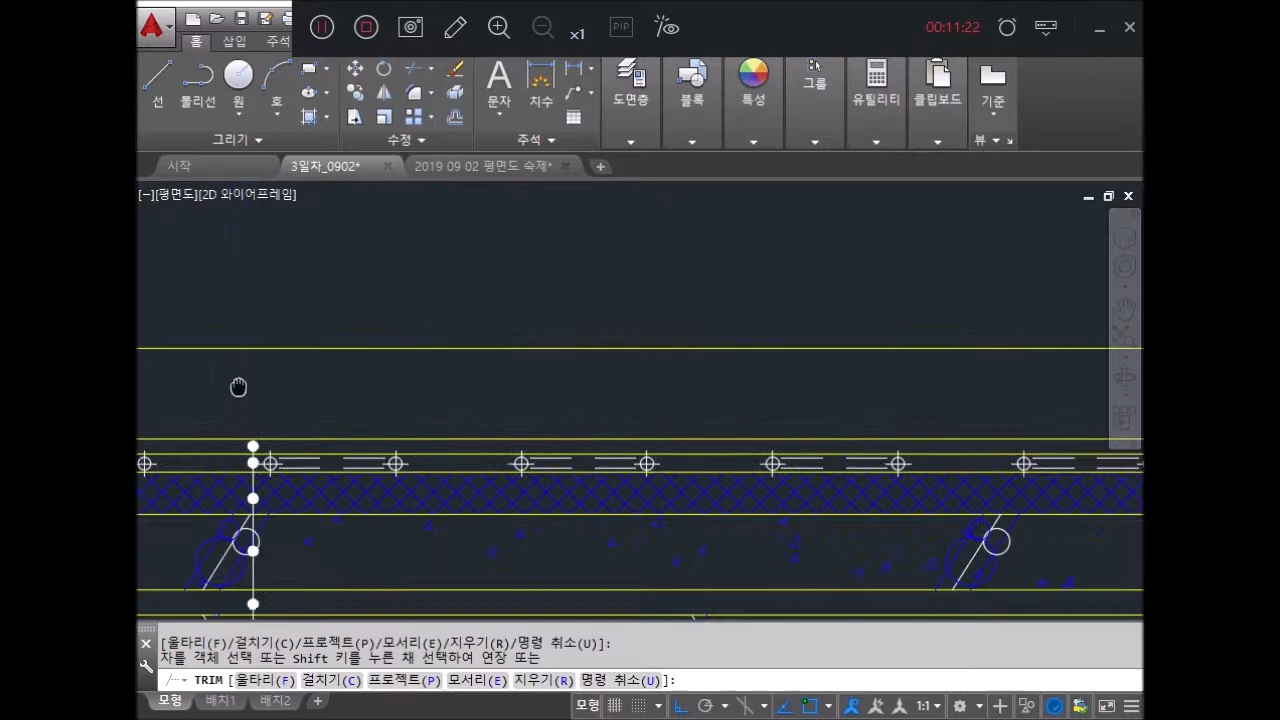 x1
PIP
00:11:22
홈 삽입 주석
선 폴리선 원 호 문자 치수 도면층 블록 특성 그룹 유틸리티 클립보드 기준
그리기 수정 주석 뷰
시작 3일차_0902* 2019 09 02 평면도 숙제*
[−][평면도][2D 와이어프레임]
[울타리(F)/걸치기(C)/프로젝트(P)/모서리(E)/지우기(R)/명령 취소(U)]:
자를 객체 선택 또는 Shift 키를 누른 채 선택하여 연장 또는
TRIM [울타리(F) 걸치기(C) 프로젝트(P) 모서리(E) 지우기(R) 명령 취소(U)]:
모형 배치1 배치2 모형 1:1